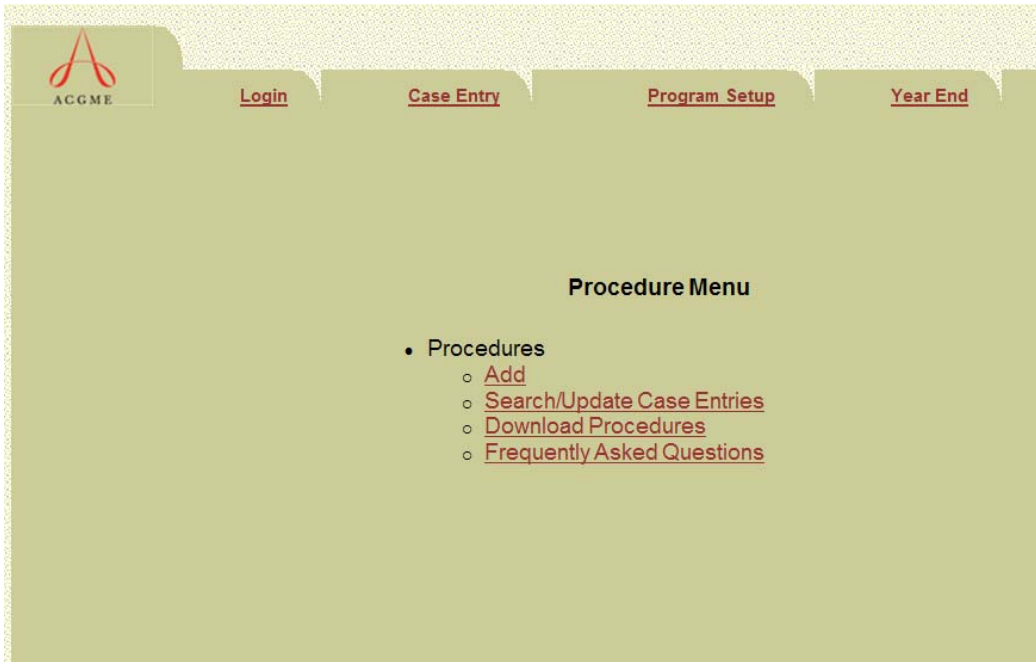 ACGME
Login Case Entry Program Setup Year End
Procedure Menu
Procedures
Add
Search/Update Case Entries
Download Procedures
Frequently Asked Questions